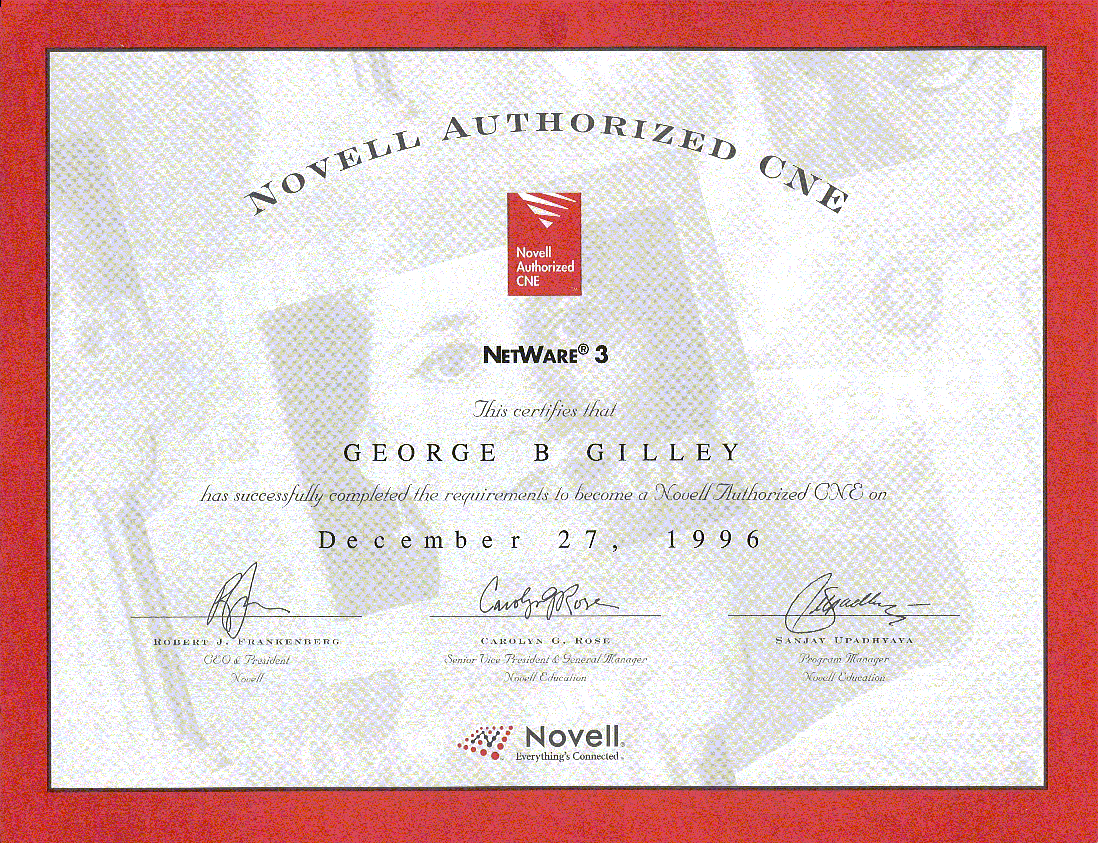 NOVELL AUTHORIZED CNE
Novell
Authorized
CNE
NETWARE® 3
This certifies that
GEORGE B GILLEY
has successfully completed the requirements to become a Novell Authorized CNE on
December 27, 1996
ROBERT J. FRANKENBERG
CEO & President
Novell
CAROLYN G. ROSE
Senior Vice President & General Manager
Novell Education
SANJAY UPADHYAYA
Program Manager
Novell Education
Novell®
Everything's Connected™